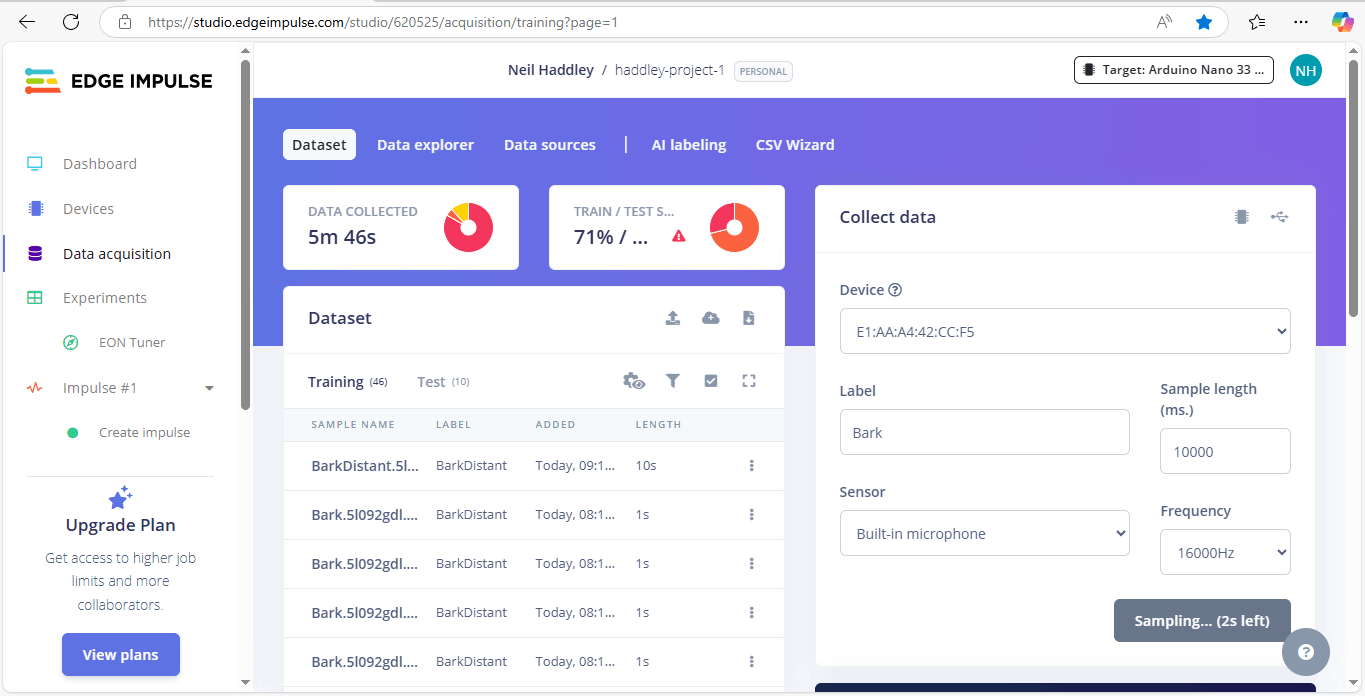 https://studio.edgeimpulse.com/studio/620525/acquisition/training?page=1
EDGE IMPULSE
Neil Haddley / haddley-project-1 PERSONAL
Target: Arduino Nano 33 ...
NH
Dashboard
Devices
Data acquisition
Experiments
EON Tuner
Impulse #1
Create impulse
Upgrade Plan
Get access to higher job
limits and more
collaborators.
View plans
Dataset Data explorer Data sources | AI labeling CSV Wizard
DATA COLLECTED
5m 46s
TRAIN / TEST S...
71% / ...
Dataset
Training (46) Test (10)
SAMPLE NAME LABEL ADDED LENGTH
BarkDistant.5l... BarkDistant Today, 09:1... 10s
Bark.5l092gdl.... BarkDistant Today, 08:1... 1s
Bark.5l092gdl.... BarkDistant Today, 08:1... 1s
Bark.5l092gdl.... BarkDistant Today, 08:1... 1s
Bark.5l092gdl.... BarkDistant Today, 08:1... 1s
Collect data
Device ?
E1:AA:A4:42:CC:F5
Label
Bark
Sample length
(ms.)
10000
Sensor
Built-in microphone
Frequency
16000Hz
Sampling... (2s left)
?